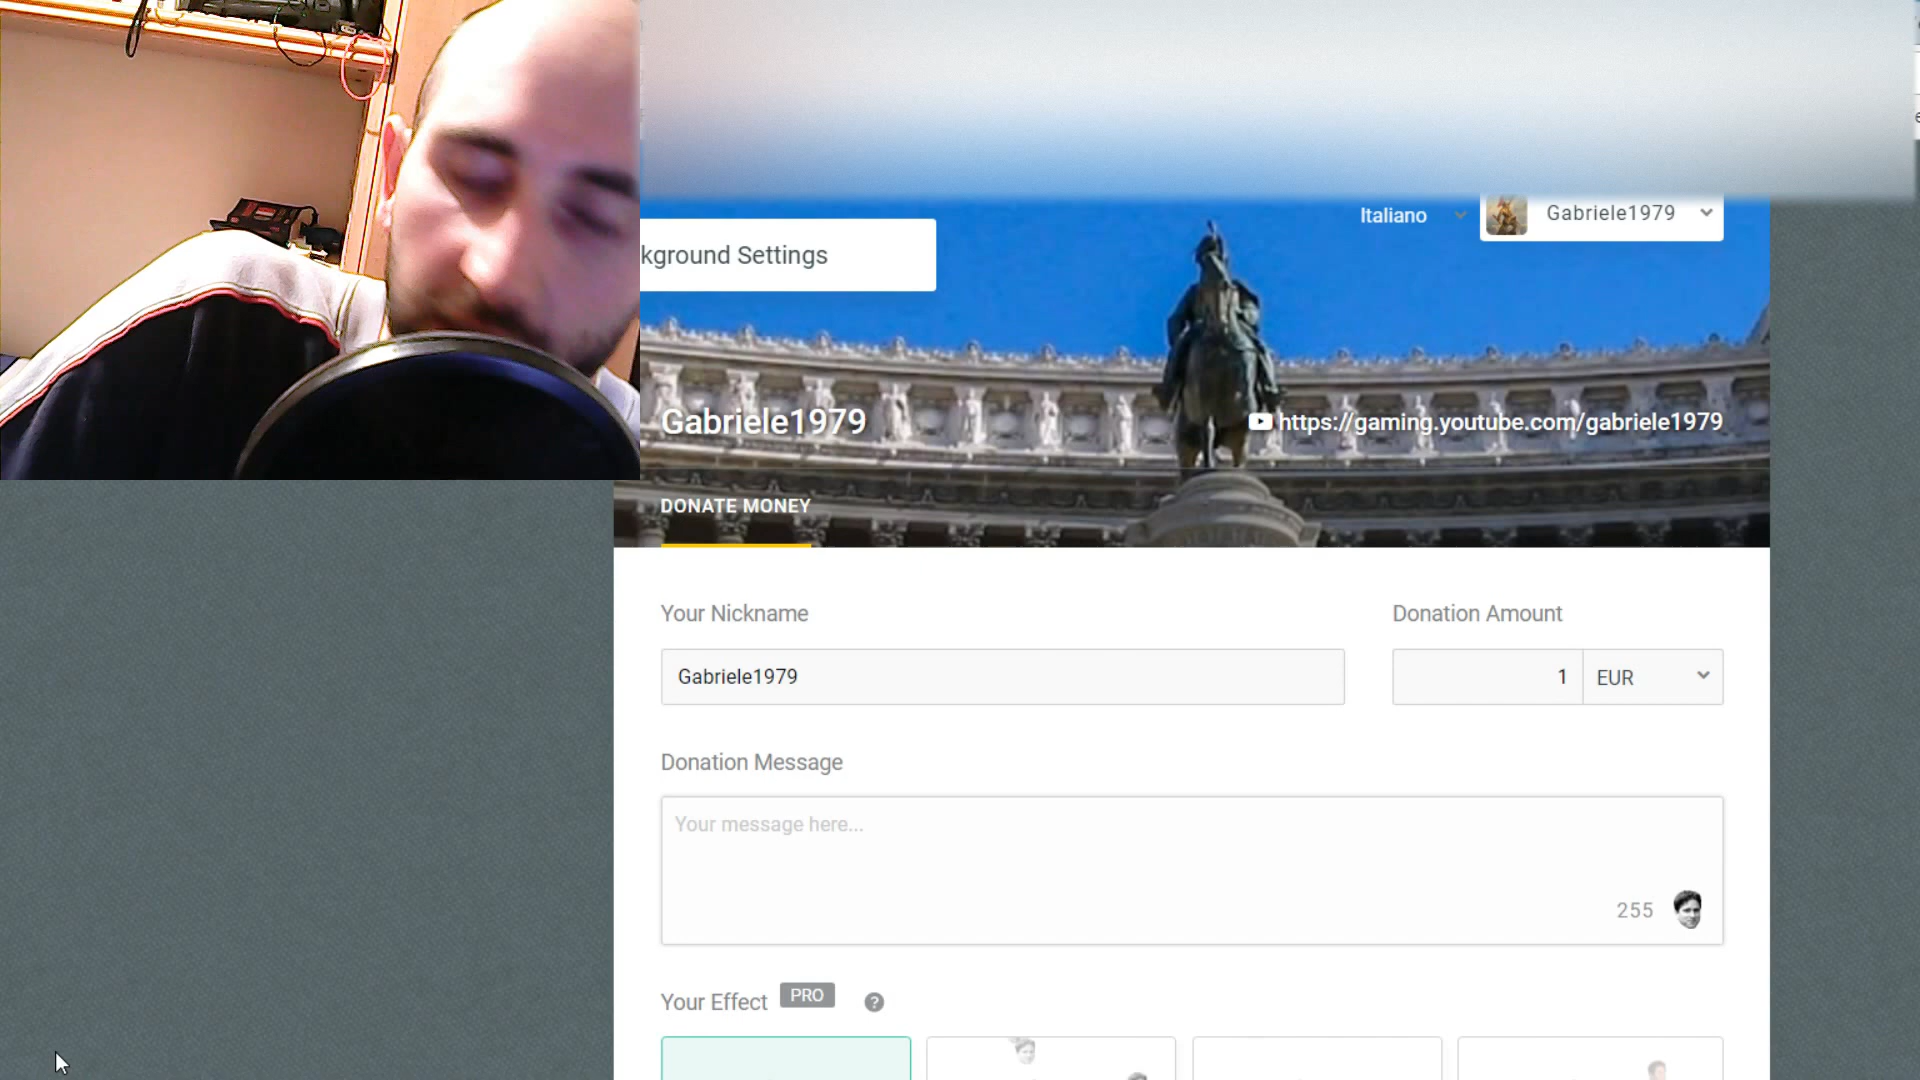 Italiano
Gabriele1979
kground Settings
Gabriele1979
https://gaming.youtube.com/gabriele1979
DONATE MONEY
Your Nickname
Donation Amount
Gabriele1979
1
EUR
Donation Message
Your message here...
255
Your Effect
PRO
?